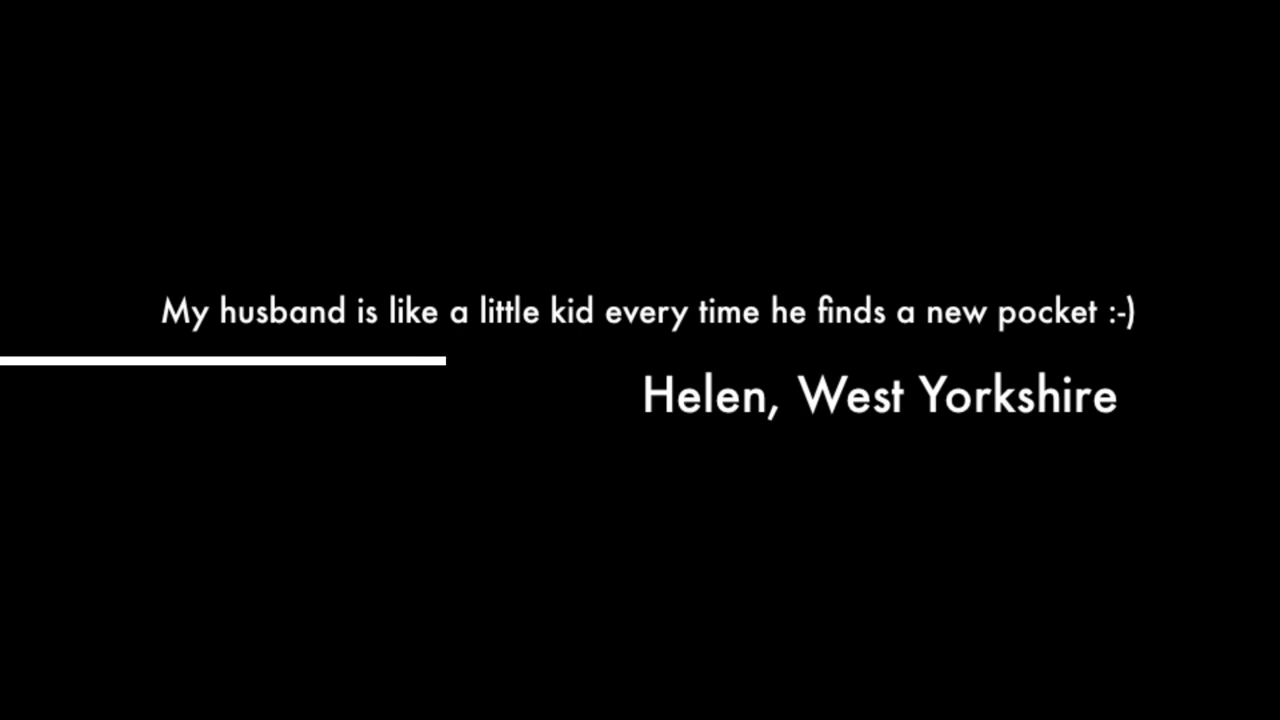 My husband is like a little kid every time he finds a new pocket :-)
Helen, West Yorkshire